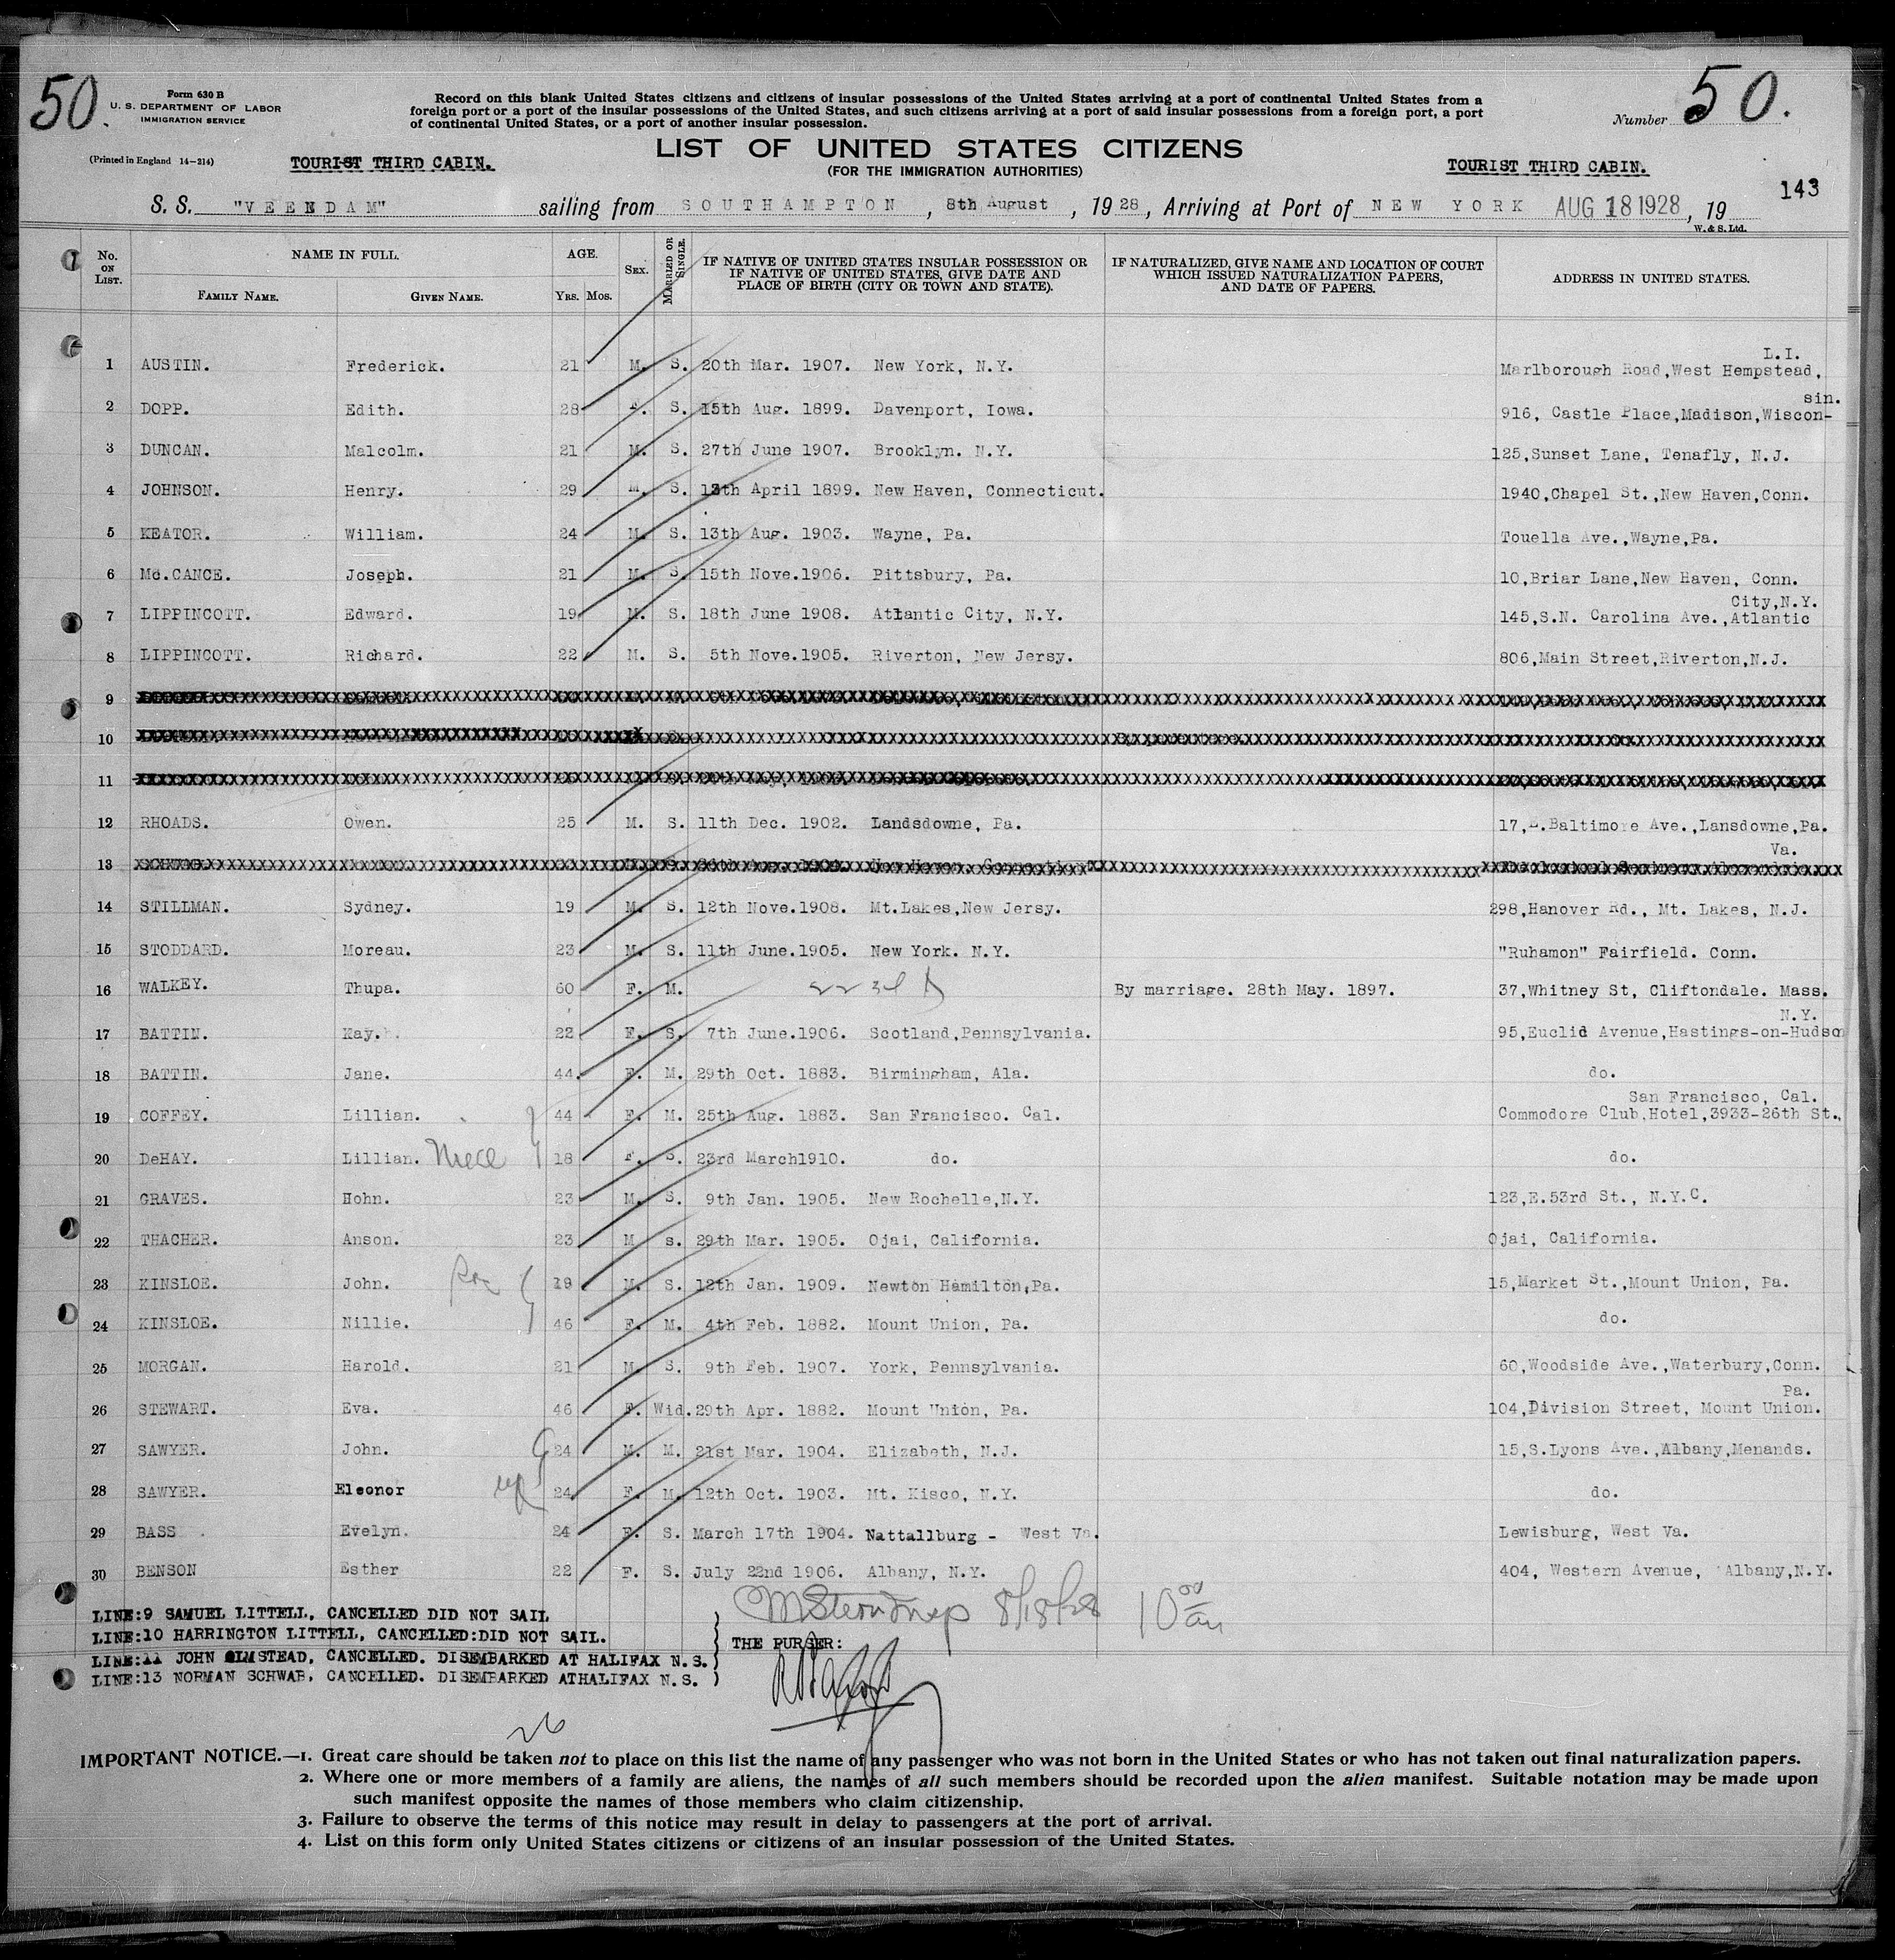 50.
Form 630 B
U. S. DEPARTMENT OF LABOR
IMMIGRATION SERVICE
(Printed in England 14-214)
Record on this blank United States citizens and citizens of insular possessions of the United States arriving at a port of continental United States from a
foreign port or a port of the insular possessions of the United States, and such citizens arriving at a port of said insular possessions from a foreign port, a port
of continental United States, or a port of another insular possession.
Number 50.
LIST OF UNITED STATES CITIZENS
(FOR THE IMMIGRATION AUTHORITIES)
TOURIST THIRD CABIN.
TOURIST THIRD CABIN.
143
S. S. "VEENDAM" sailing from SOUTHAMPTON, 8th August, 1928, Arriving at Port of NEW YORK AUG 18 1928, 19
W. & S. Ltd.
No. ON LIST.
NAME IN FULL.
FAMILY NAME.
GIVEN NAME.
AGE.
YRS. MOS.
SEX.
MARRIED OR SINGLE.
IF NATIVE OF UNITED STATES INSULAR POSSESSION OR
IF NATIVE OF UNITED STATES, GIVE DATE AND
PLACE OF BIRTH (CITY OR TOWN AND STATE).
IF NATURALIZED, GIVE NAME AND LOCATION OF COURT
WHICH ISSUED NATURALIZATION PAPERS,
AND DATE OF PAPERS.
ADDRESS IN UNITED STATES.
L.I.
1 AUSTIN. Frederick. 21 M. S. 20th Mar. 1907. New York, N.Y. Marlborough Road,West Hempstead,
sin.
2 DOPP. Edith. 28 F. S. 15th Aug. 1899. Davenport, Iowa. 916, Castle Place,Madison,Wiscon-
3 DUNCAN. Malcolm. 21 M. S. 27th June 1907. Brooklyn. N.Y. 125,Sunset Lane, Tenafly, N.J.
4 JOHNSON. Henry. 29 M. S. 13th April 1899. New Haven, Connecticut. 1940,Chapel St.,New Haven,Conn.
5 KEATOR. William. 24 M. S. 13th Aug. 1903. Wayne, Pa. Touella Ave.,Wayne,Pa.
6 Mc.CANCE. Joseph. 21 M. S. 15th Nove.1906. Pittsbury, Pa. 10,Briar Lane,New Haven, Conn.
City,N.Y.
7 LIPPINCOTT. Edward. 19 M. S. 18th June 1908. Atlantic City, N.Y. 145,S.N. Carolina Ave.,Atlantic
8 LIPPINCOTT. Richard. 22 M. S. 5th Nove.1905. Riverton, New Jersy. 806,Main Street,Riverton,N.J.
9
10
11
12 RHOADS. Owen. 25 M. S. 11th Dec. 1902. Landsdowne, Pa. 17,E.Baltimore Ave.,Lansdowne,Pa.
Va.
13
14 STILLMAN. Sydney. 19 M. S. 12th Nove.1908. Mt.Lakes,New Jersy. 298,Hanover Rd., Mt. Lakes, N.J.
15 STODDARD. Moreau. 23 M. S. 11th June.1905. New York. N.Y. "Ruhamon" Fairfield. Conn.
16 WALKEY. Thupa. 60 F. M. By marriage. 28th May. 1897. 37,Whitney St, Cliftondale. Mass.
N.Y.
17 BATTIN. Kay. 22 F. S. 7th June.1906. Scotland,Pennsylvania. 95,Euclid Avenue,Hastings-on-Hudson
18 BATTIN. Jane. 44. F. M. 29th Oct. 1883. Birmingham, Ala. do.
San Francisco, Cal.
19 COFFEY. Lillian. 44 F. M. 25th Aug. 1883. San Francisco. Cal. Commodore Club,Hotel,3933-26th St.,
20 DeHAY. Lillian. Niece 18 F. S. 23rd March1910. do. do.
21 GRAVES. Hohn. 23 M. S. 9th Jan. 1905. New Rochelle,N.Y. 123,E.53rd St., N.Y.C.
22 THACHER. Anson. 23 M s. 29th Mar. 1905. Ojai, California. Ojai, California.
23 KINSLOE. John. Son 19 M. S. 12th Jan. 1909. Newton Hamilton,Pa. 15,Market St.,Mount Union, Pa.
24 KINSLOE. Nillie. 46 F. M. 4th Feb. 1882. Mount Union, Pa. do.
25 MORGAN. Harold. 21 M. S. 9th Feb. 1907. York, Pennsylvania. 60,Woodside Ave.,Waterbury,Conn.
Pa.
26 STEWART. Eva. 46 F. Wid. 29th Apr. 1882. Mount Union, Pa. 104,Division Street, Mount Union.
27 SAWYER. John. 24 M. M. 21st Mar. 1904. Elizabeth, N.J. 15,S.Lyons Ave.,Albany,Menands.
28 SAWYER. Eleonor wf 24 F. M. 12th Oct. 1903. Mt. Kisco, N.Y. do.
29 BASS . Evelyn. 24 F. S. March 17th 1904. Nattallburg - West Va. Lewisburg, West Va.
30 BENSON Esther 22 F. S. July 22nd 1906. Albany, N.Y. 404, Western Avenue, Albany,N.Y.
8/18/28 10 00 am
LINE:9 SAMUEL LITTELL, CANCELLED DID NOT SAIL
LINE:10 HARRINGTON LITTELL, CANCELLED:DID NOT SAIL.
LINE:11 JOHN OLMSTEAD, CANCELLED. DISEMBARKED AT HALIFAX N.S.
LINE:13 NORMAN SCHWAB, CANCELLED. DISEMBARKED ATHALIFAX N.S.
THE PURSER:
26
IMPORTANT NOTICE.—1. Great care should be taken not to place on this list the name of any passenger who was not born in the United States or who has not taken out final naturalization papers.
2. Where one or more members of a family are aliens, the names of all such members should be recorded upon the alien manifest. Suitable notation may be made upon
such manifest opposite the names of those members who claim citizenship.
3. Failure to observe the terms of this notice may result in delay to passengers at the port of arrival.
4. List on this form only United States citizens or citizens of an insular possession of the United States.